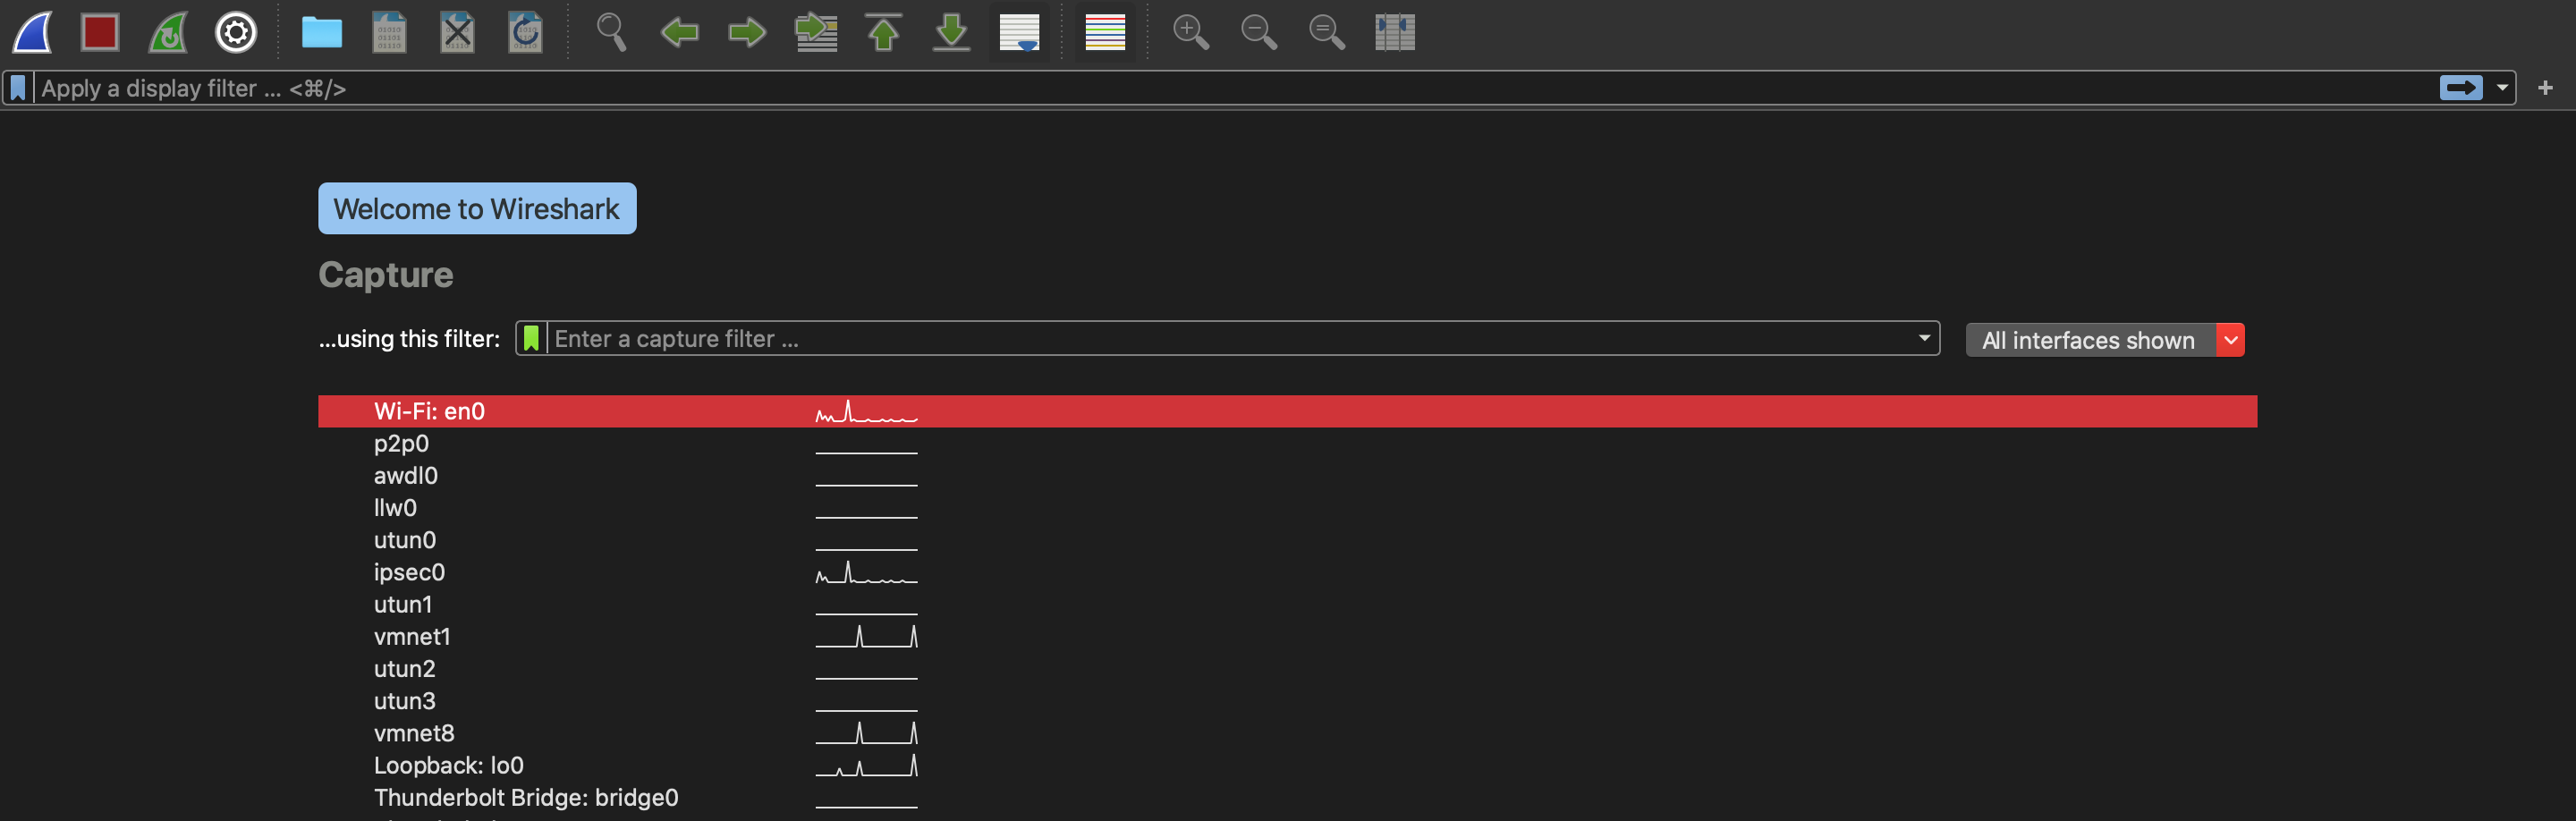 Apply a display filter ... <⌘/>
Welcome to Wireshark
Capture
...using this filter: Enter a capture filter ... All interfaces shown
Wi-Fi: en0
p2p0
awdl0
llw0
utun0
ipsec0
utun1
vmnet1
utun2
utun3
vmnet8
Loopback: lo0
Thunderbolt Bridge: bridge0